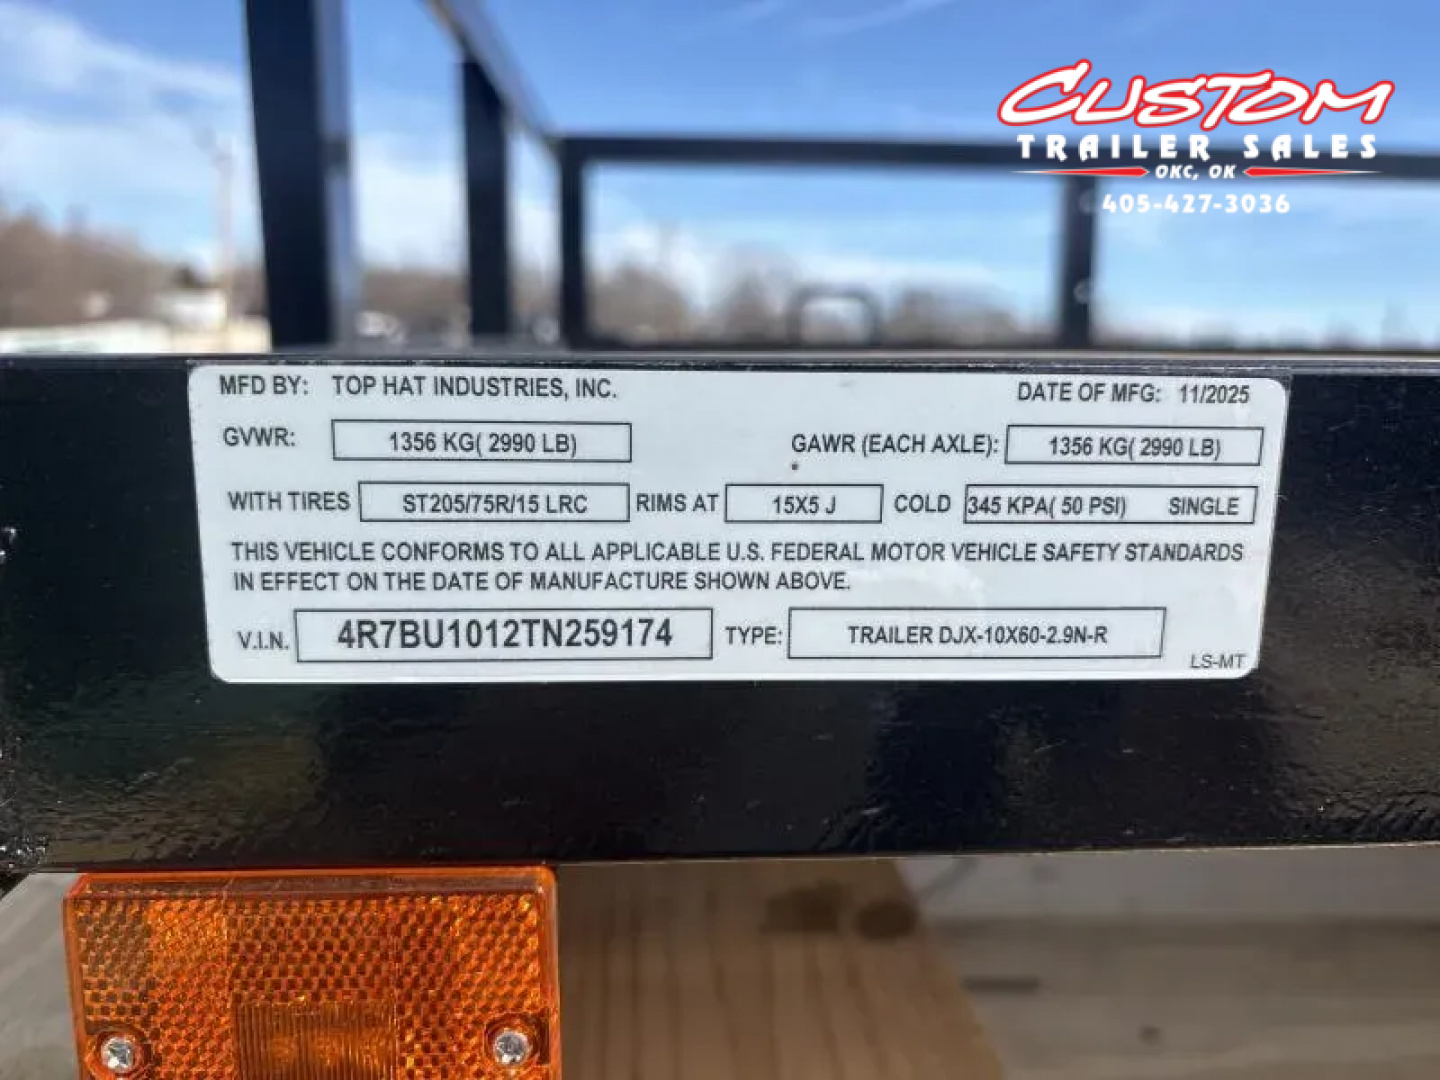 CUSTOM
TRAILER SALES
OKC, OK
405-427-3036
MFD BY: TOP HAT INDUSTRIES, INC. DATE OF MFG: 11/2025
GVWR: 1356 KG( 2990 LB) GAWR (EACH AXLE): 1356 KG( 2990 LB)
WITH TIRES ST205/75R/15 LRC RIMS AT 15X5 J COLD 345 KPA( 50 PSI) SINGLE
THIS VEHICLE CONFORMS TO ALL APPLICABLE U.S. FEDERAL MOTOR VEHICLE SAFETY STANDARDS
IN EFFECT ON THE DATE OF MANUFACTURE SHOWN ABOVE.
V.I.N. 4R7BU1012TN259174 TYPE: TRAILER DJX-10X60-2.9N-R
LS-MT